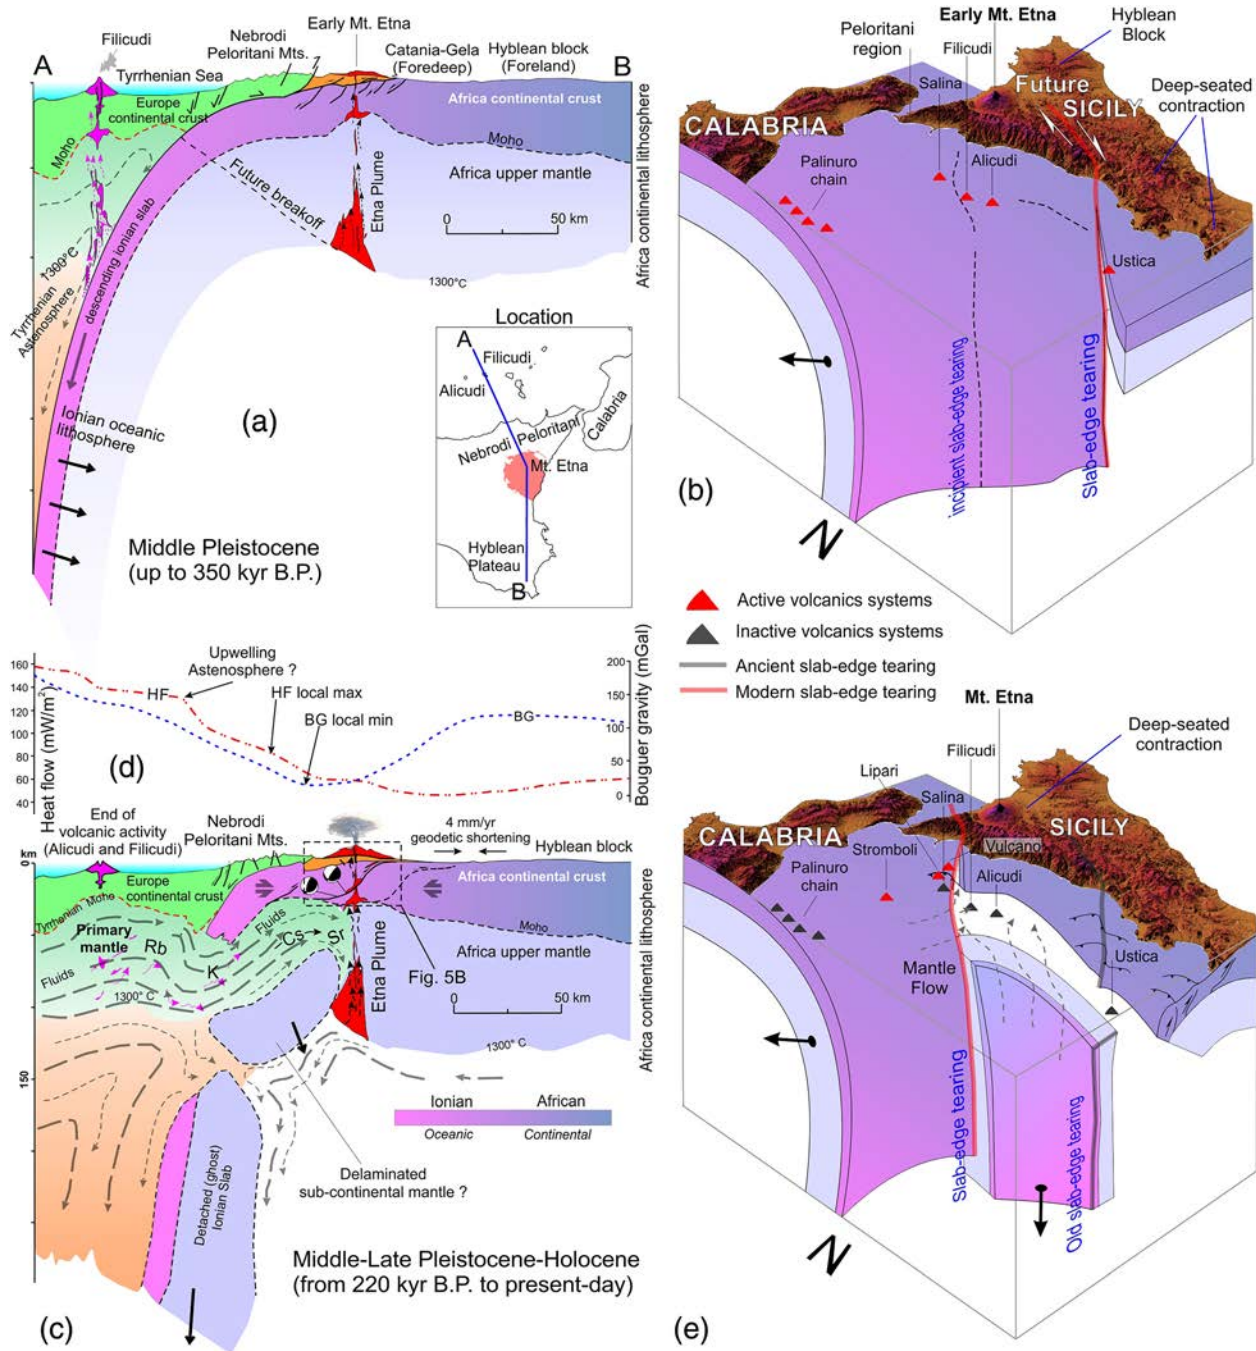 (a)
Filicudi
Early Mt. Etna
A
Nebrodi
Peloritani Mts.
Tyrrhenian Sea
Catania-Gela
(Foredeep)
Hyblean block
(Foreland)
B
Europe
continental crust
Africa continental crust
Moho
Moho
Africa upper mantle
Future breakoff
Etna Plume
0
50 km
1300°C
1300°C
descending ionian slab
Tyrrhenian
Astenosphere
Ionian oceanic
lithosphere
Africa continental lithosphere
Middle Pleistocene
(up to 350 kyr B.P.)
Location
A
Filicudi
Alicudi
Nebrodi
Peloritani
Calabria
Mt. Etna
Hyblean
Plateau
B
(b)
Peloritani
region
Early Mt. Etna
Filicudi
Salina
Hyblean
Block
Future
SICILY
Deep-seated
contraction
CALABRIA
Palinuro
chain
Alicudi
Ustica
incipient slab-edge tearing
Slab-edge tearing
N
Active volcanics systems
Inactive volcanics systems
Ancient slab-edge tearing
Modern slab-edge tearing
(d)
Heat flow (mW/m²)
160
140
120
100
80
60
40
HF
Upwelling
Astenosphere ?
HF local max
BG local min
BG
200
150
100
50
0
Bouguer gravity (mGal)
(c)
End of
volcanic activity
(Alicudi and Filicudi)
Nebrodi
Peloritani Mts.
4 mm/yr
geodetic shortening
Hyblean block
km
0
150
Europe
continental crust
Africa continental crust
Tyrrhenian Moho
Moho
Primary
mantle
Rb
K
Cs
Sr
Fluids
Fluids
1300° C
Etna Plume
Africa upper mantle
Fig. 5B
0
50 km
1300° C
Africa continental lithosphere
Ionian
African
Oceanic
Continental
Delaminated
sub-continental mantle ?
Detached (ghost)
Ionian Slab
Middle-Late Pleistocene-Holocene
(from 220 kyr B.P. to present-day)
(e)
Mt. Etna
Filicudi
Lipari
Salina
Deep-seated
contraction
CALABRIA
SICILY
Stromboli
Vulcano
Palinuro
chain
Alicudi
Ustica
Mantle
Flow
Slab-edge tearing
Old slab-edge tearing
N